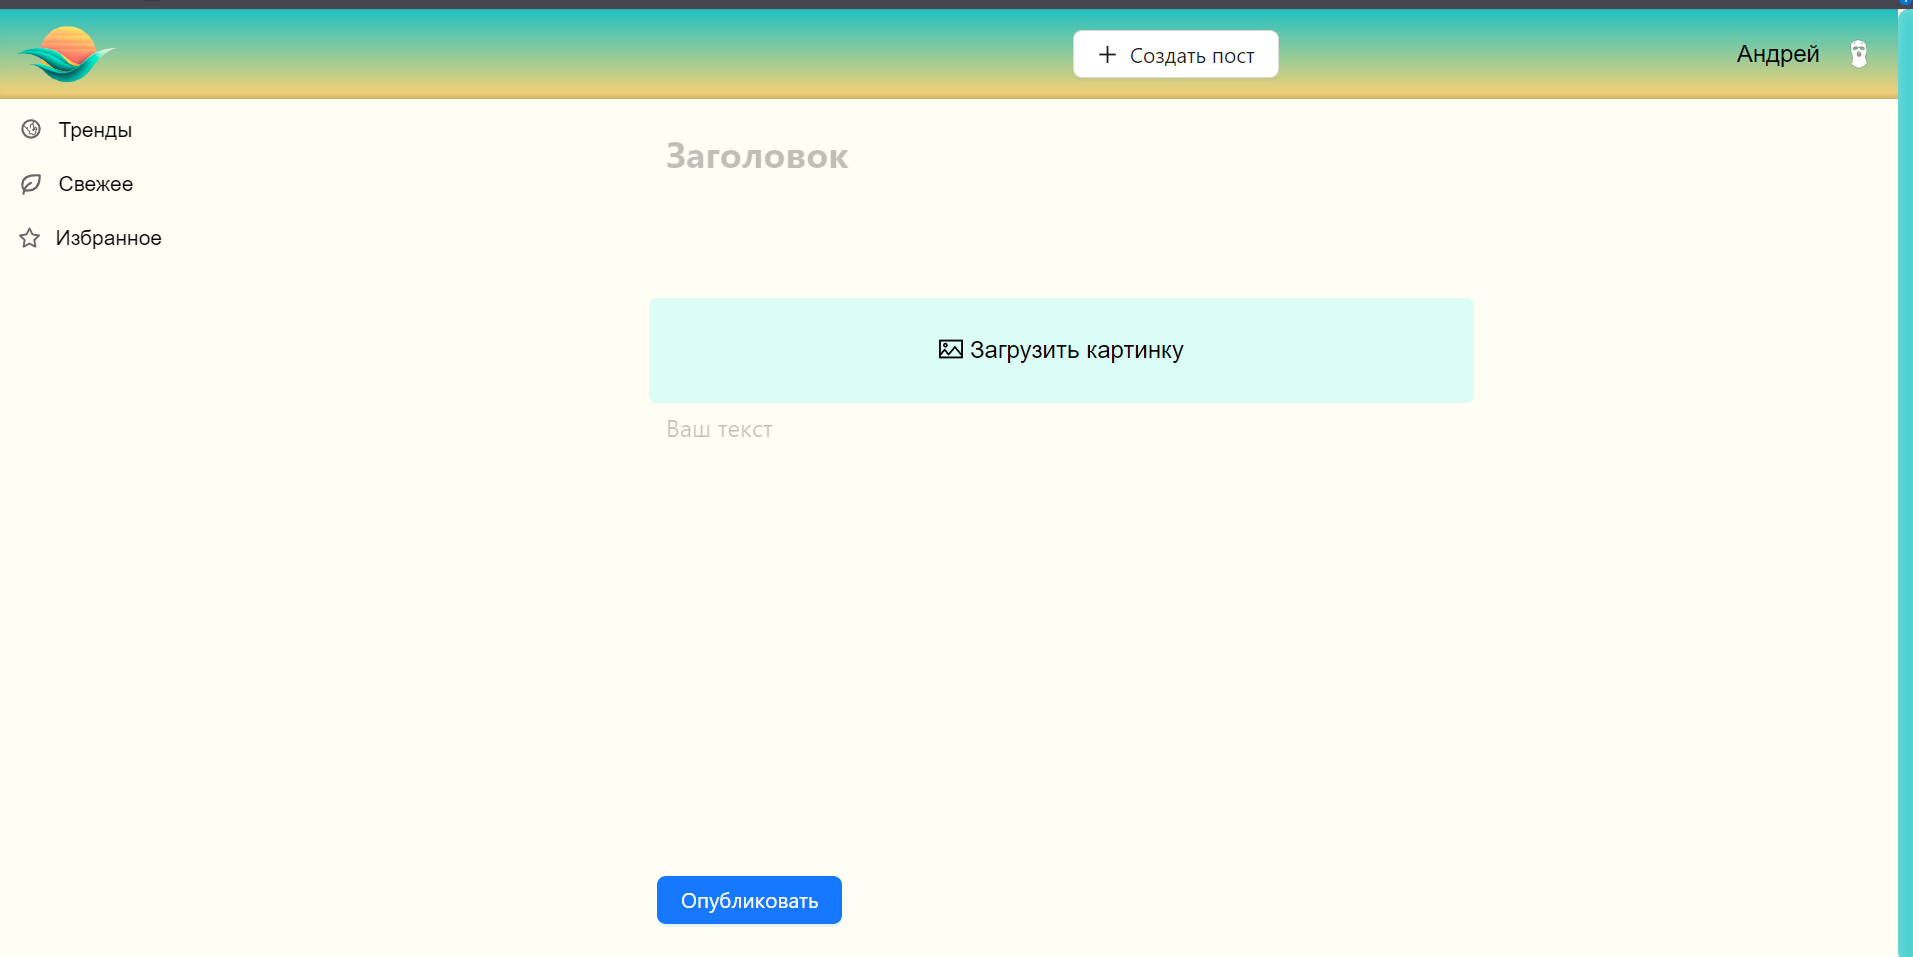 Создать пост
Андрей
Тренды
Свежее
Избранное
Заголовок
Загрузить картинку
Ваш текст
Опубликовать